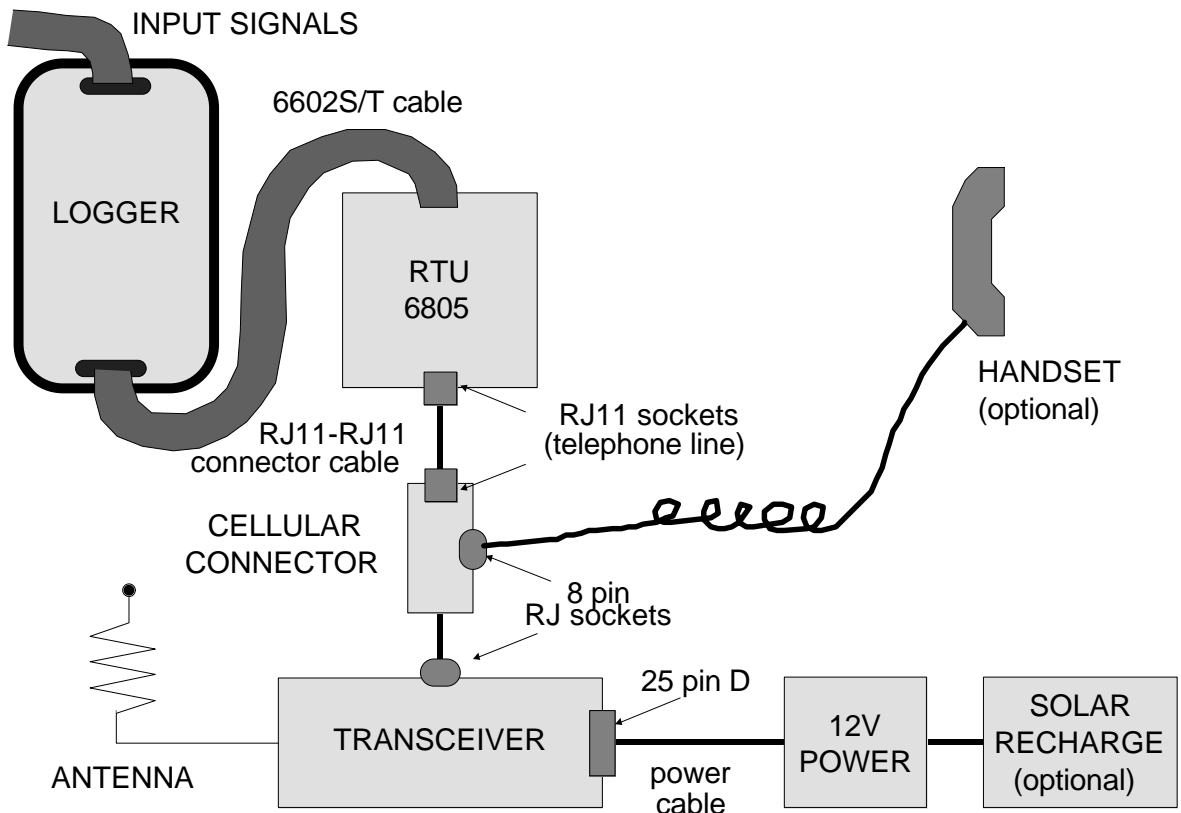 INPUT SIGNALS
6602S/T cable
LOGGER
RTU
6805
HANDSET
(optional)
RJ11 sockets
(telephone line)
RJ11-RJ11
connector cable
CELLULAR
CONNECTOR
8 pin
RJ sockets
25 pin D
TRANSCEIVER
12V
POWER
SOLAR
RECHARGE
(optional)
ANTENNA
power
cable